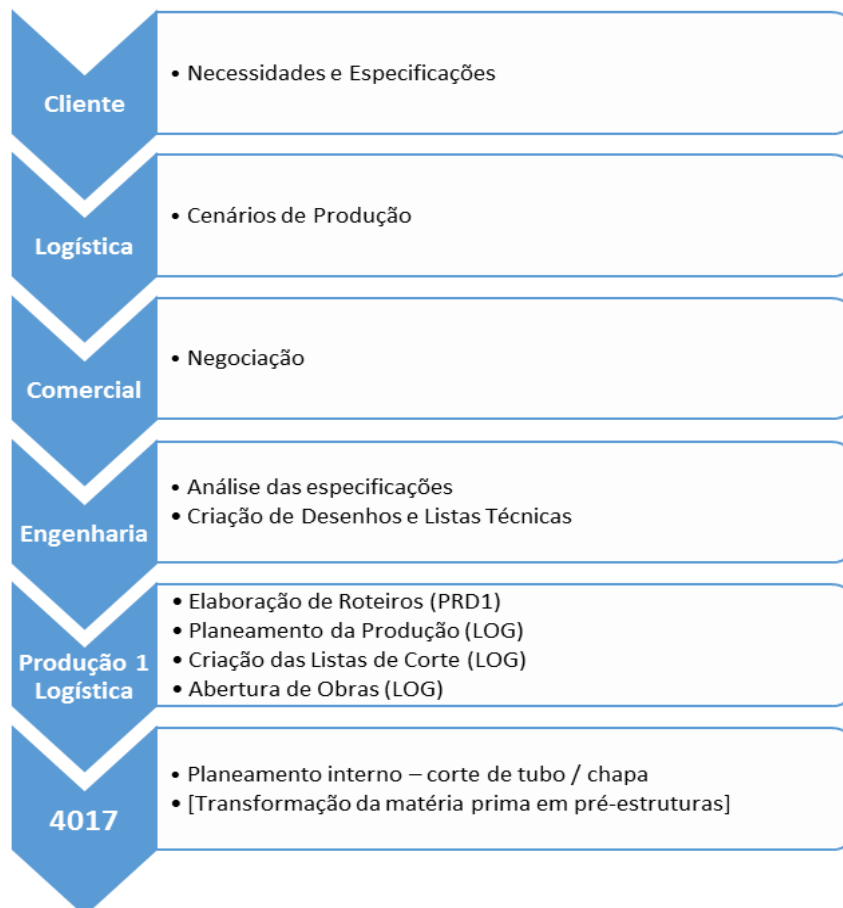 Cliente
• Necessidades e Especificações
Logística
• Cenários de Produção
Comercial
• Negociação
Engenharia
• Análise das especificações
• Criação de Desenhos e Listas Técnicas
Produção 1
Logística
• Elaboração de Roteiros (PRD1)
• Planeamento da Produção (LOG)
• Criação das Listas de Corte (LOG)
• Abertura de Obras (LOG)
4017
• Planeamento interno – corte de tubo / chapa
• [Transformação da matéria prima em pré-estruturas]